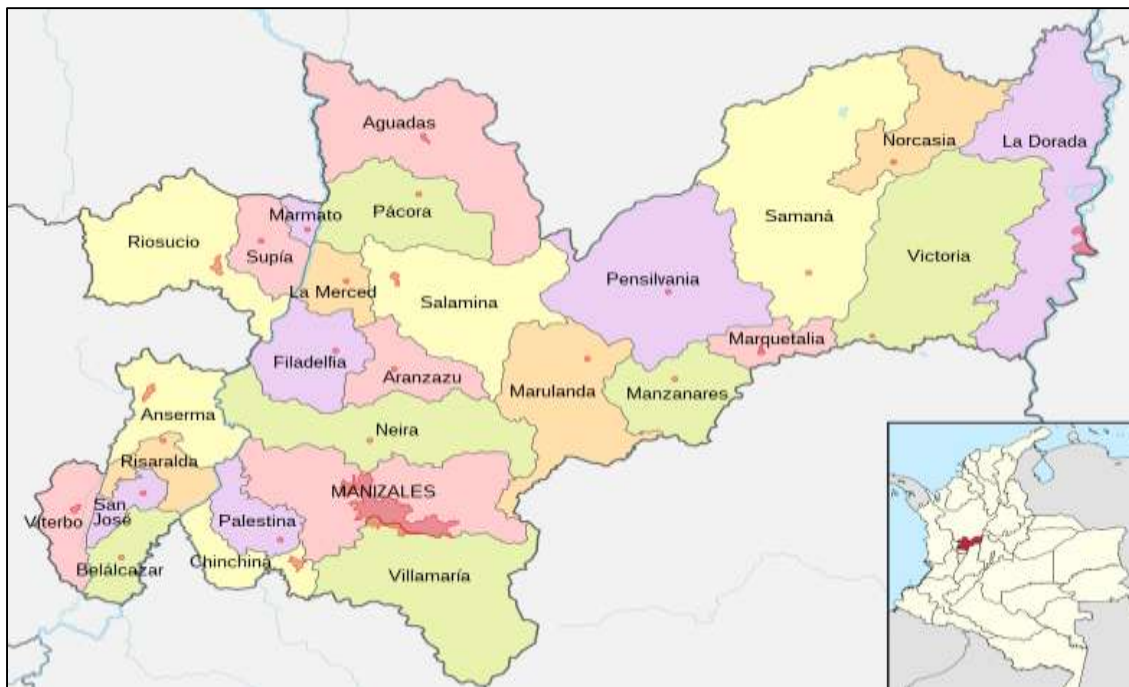 Aguadas
Norcasia
La Dorada
Marmato
Pácora
Samaná
Riosucio
Supía
Victoria
Pensilvania
La Merced
Salamina
Marquetalia
Filadelfia
Aranzazu
Marulanda
Manzanares
Anserma
Neira
Risaralda
MANIZALES
San
José
Viterbo
Palestina
Chinchiná
Belálcazar
Villamaría